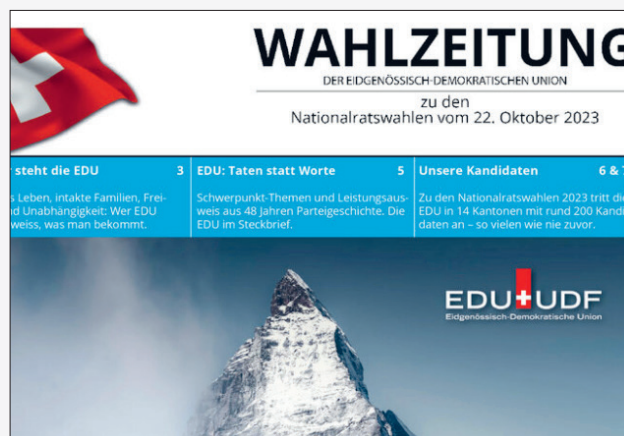 WAHLZEITUNG
DER EIDGENÖSSISCH-DEMOKRATISCHEN UNION
zu den
Nationalratswahlen vom 22. Oktober 2023
steht die EDU 3
Leben, intakte Familien, Frei-
Unabhängigkeit: Wer EDU
weiss, was man bekommt.
EDU: Taten statt Worte 5
Schwerpunkt-Themen und Leistungsaus-
weis aus 48 Jahren Parteigeschichte. Die
EDU im Steckbrief.
Unsere Kandidaten 6 & 7
Zu den Nationalratswahlen 2023 tritt die
EDU in 14 Kantonen mit rund 200 Kandi
daten an – so vielen wie nie zuvor.
EDU UDF
Eidgenössisch-Demokratische Union